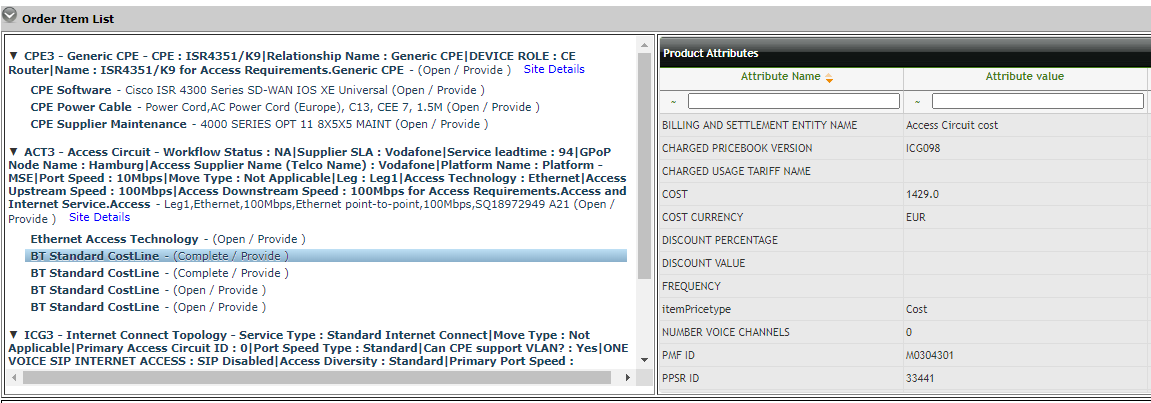 Order Item List
▼ CPE3 - Generic CPE - CPE : ISR4351/K9|Relationship Name : Generic CPE|DEVICE ROLE : CE
Router|Name : ISR4351/K9 for Access Requirements.Generic CPE - (Open / Provide ) Site Details
CPE Software - Cisco ISR 4300 Series SD-WAN IOS XE Universal (Open / Provide )
CPE Power Cable - Power Cord,AC Power Cord (Europe), C13, CEE 7, 1.5M (Open / Provide )
CPE Supplier Maintenance - 4000 SERIES OPT 11 8X5X5 MAINT (Open / Provide )
▼ ACT3 - Access Circuit - Workflow Status : NA|Supplier SLA : Vodafone|Service leadtime : 94|GPoP
Node Name : Hamburg|Access Supplier Name (Telco Name) : Vodafone|Platform Name : Platform -
MSE|Port Speed : 10Mbps|Move Type : Not Applicable|Leg : Leg1|Access Technology : Ethernet|Access
Upstream Speed : 100Mbps|Access Downstream Speed : 100Mbps for Access Requirements.Access and
Internet Service.Access - Leg1,Ethernet,100Mbps,Ethernet point-to-point,100Mbps,SQ18972949 A21 (Open /
Provide ) Site Details
Ethernet Access Technology - (Open / Provide )
BT Standard CostLine - (Complete / Provide )
BT Standard CostLine - (Complete / Provide )
BT Standard CostLine - (Open / Provide )
BT Standard CostLine - (Open / Provide )
▼ ICG3 - Internet Connect Topology - Service Type : Standard Internet Connect|Move Type : Not
Applicable|Primary Access Circuit ID : 0|Port Speed Type : Standard|Can CPE support VLAN? : Yes|ONE
VOICE SIP INTERNET ACCESS : SIP Disabled|Access Diversity : Standard|Primary Port Speed :
Product Attributes
Attribute Name Attribute value
~ ~
BILLING AND SETTLEMENT ENTITY NAME Access Circuit cost
CHARGED PRICEBOOK VERSION ICG098
CHARGED USAGE TARIFF NAME
COST 1429.0
COST CURRENCY EUR
DISCOUNT PERCENTAGE
DISCOUNT VALUE
FREQUENCY
itemPricetype Cost
NUMBER VOICE CHANNELS 0
PMF ID M0304301
PPSR ID 33441